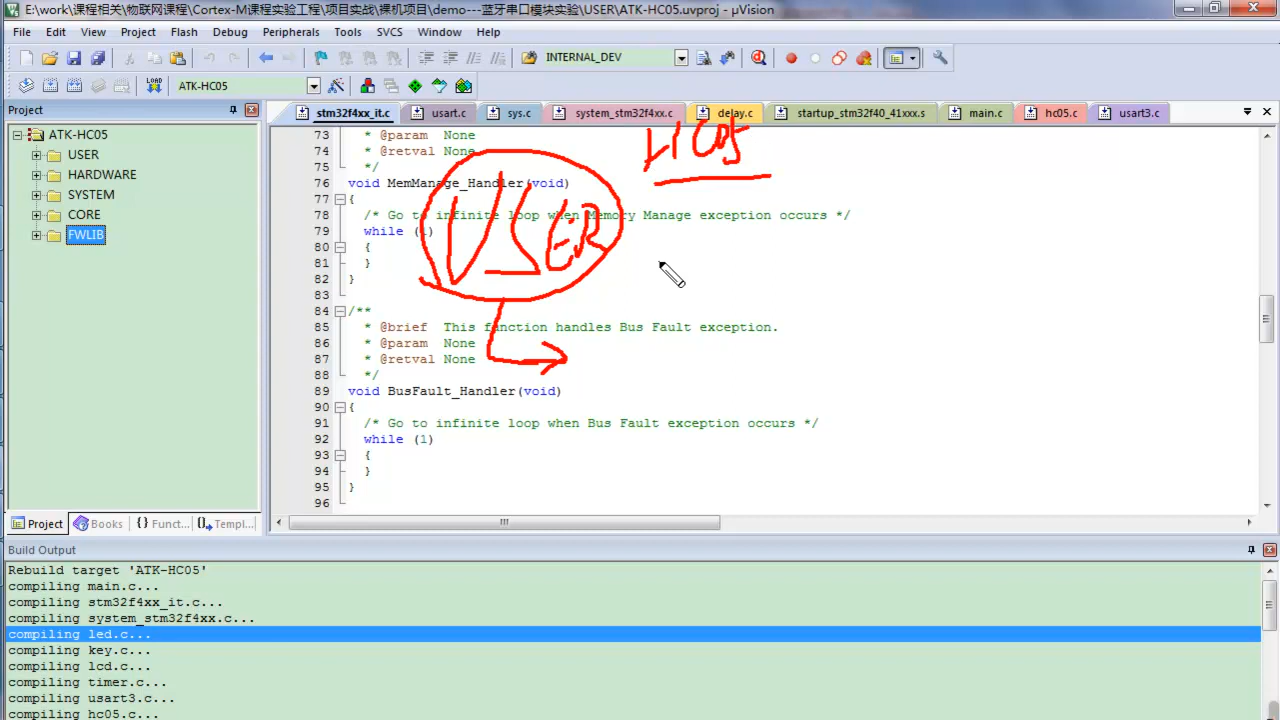 E:\work\课程相关\物联网课程\Cortex-M课程实验工程\项目实战\裸机项目\demo---蓝牙串口模块实验\USER\ATK-HC05.uvproj - µVision
File Edit View Project Flash Debug Peripherals Tools SVCS Window Help
INTERNAL_DEV
LOAD ATK-HC05
Project
stm32f4xx_it.c usart.c sys.c system_stm32f4xx.c delay.c startup_stm32f40_41xxx.s main.c hc05.c usart3.c
ATK-HC05
USER
HARDWARE
SYSTEM
CORE
FWLIB
73 * @param None
74 * @retval None
75 */
76 void MemManage_Handler(void)
77 {
78 /* Go to infinite loop when Memory Manage exception occurs */
79 while (1)
80 {
81 }
82 }
83
84 /**
85 * @brief This function handles Bus Fault exception.
86 * @param None
87 * @retval None
88 */
89 void BusFault_Handler(void)
90 {
91 /* Go to infinite loop when Bus Fault exception occurs */
92 while (1)
93 {
94 }
95 }
96
HC05
USER
Project Books {} Funct... Templ...
Build Output
Rebuild target 'ATK-HC05'
compiling main.c...
compiling stm32f4xx_it.c...
compiling system_stm32f4xx.c...
compiling led.c...
compiling key.c...
compiling lcd.c...
compiling timer.c...
compiling usart3.c...
compiling hc05.c...